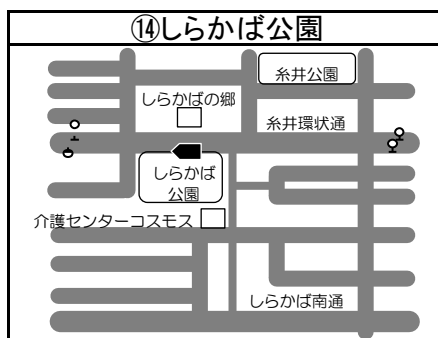 ⑭しらかば公園
糸井公園
しらかばの郷
糸井環状通
しらかば
公園
介護センターコスモス
しらかば南通